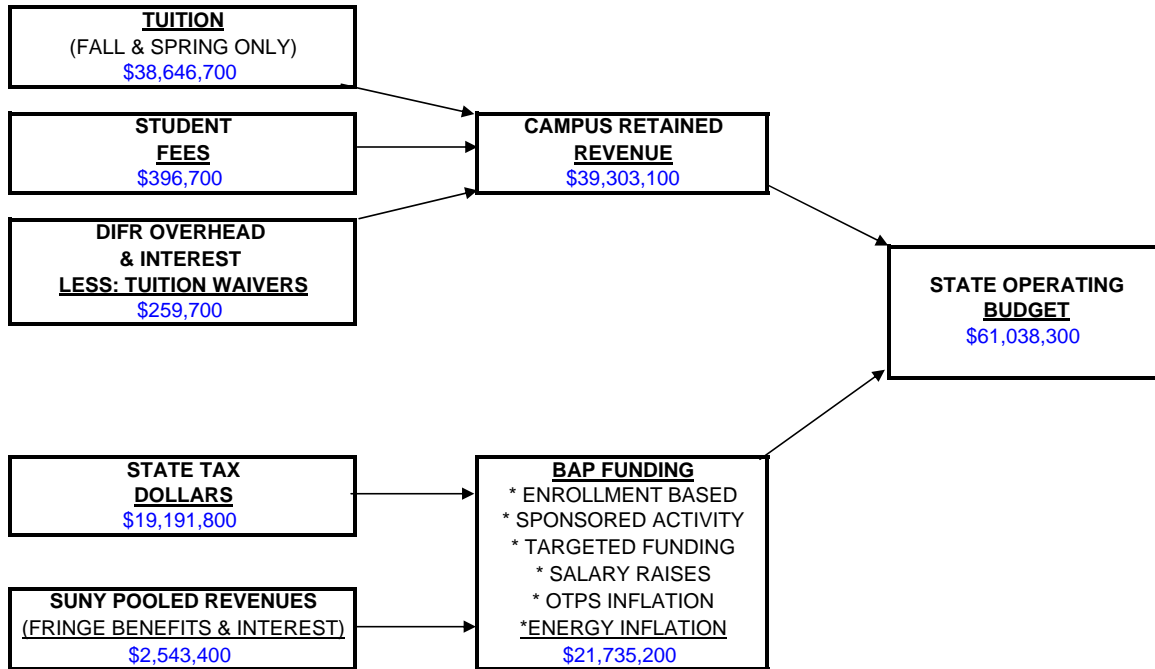 TUITION
(FALL & SPRING ONLY)
$38,646,700
STUDENT
FEES
$396,700
DIFR OVERHEAD
& INTEREST
LESS: TUITION WAIVERS
$259,700
CAMPUS RETAINED
REVENUE
$39,303,100
STATE OPERATING
BUDGET
$61,038,300
STATE TAX
DOLLARS
$19,191,800
SUNY POOLED REVENUES
(FRINGE BENEFITS & INTEREST)
$2,543,400
BAP FUNDING
* ENROLLMENT BASED
* SPONSORED ACTIVITY
* TARGETED FUNDING
* SALARY RAISES
* OTPS INFLATION
*ENERGY INFLATION
$21,735,200